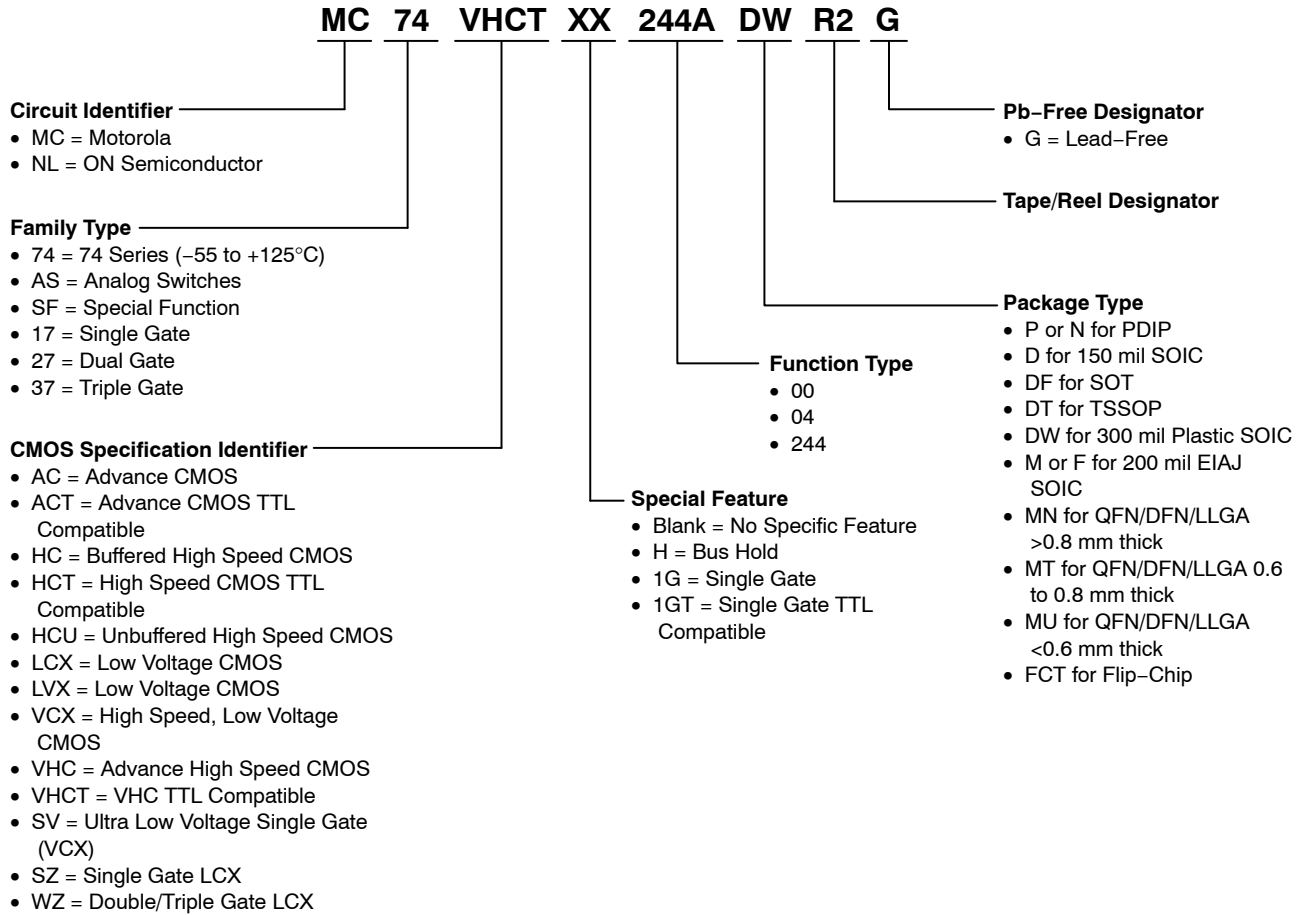 MC 74 VHCT XX 244A DW R2 G
Circuit Identifier
• MC = Motorola
• NL = ON Semiconductor
Family Type
• 74 = 74 Series (−55 to +125°C)
• AS = Analog Switches
• SF = Special Function
• 17 = Single Gate
• 27 = Dual Gate
• 37 = Triple Gate
CMOS Specification Identifier
• AC = Advance CMOS
• ACT = Advance CMOS TTL
Compatible
• HC = Buffered High Speed CMOS
• HCT = High Speed CMOS TTL
Compatible
• HCU = Unbuffered High Speed CMOS
• LCX = Low Voltage CMOS
• LVX = Low Voltage CMOS
• VCX = High Speed, Low Voltage
CMOS
• VHC = Advance High Speed CMOS
• VHCT = VHC TTL Compatible
• SV = Ultra Low Voltage Single Gate
(VCX)
• SZ = Single Gate LCX
• WZ = Double/Triple Gate LCX
Special Feature
• Blank = No Specific Feature
• H = Bus Hold
• 1G = Single Gate
• 1GT = Single Gate TTL
Compatible
Function Type
• 00
• 04
• 244
Pb−Free Designator
• G = Lead−Free
Tape/Reel Designator
Package Type
• P or N for PDIP
• D for 150 mil SOIC
• DF for SOT
• DT for TSSOP
• DW for 300 mil Plastic SOIC
• M or F for 200 mil EIAJ
SOIC
• MN for QFN/DFN/LLGA
>0.8 mm thick
• MT for QFN/DFN/LLGA 0.6
to 0.8 mm thick
• MU for QFN/DFN/LLGA
<0.6 mm thick
• FCT for Flip−Chip